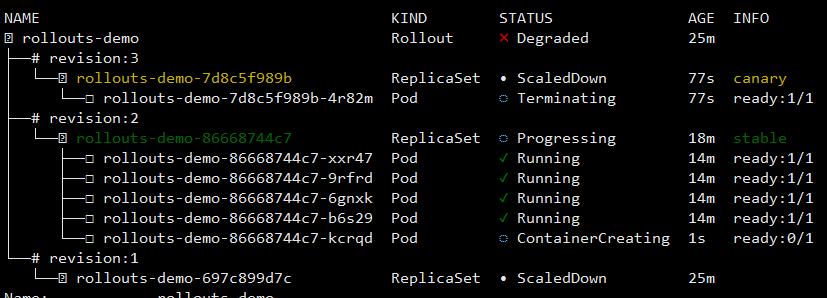 NAME KIND STATUS AGE INFO
rollouts-demo Rollout ✕ Degraded 25m
# revision:3
rollouts-demo-7d8c5f989b ReplicaSet • ScaledDown 77s canary
rollouts-demo-7d8c5f989b-4r82m Pod ◌ Terminating 77s ready:1/1
# revision:2
rollouts-demo-86668744c7 ReplicaSet ◌ Progressing 18m stable
rollouts-demo-86668744c7-xxr47 Pod ✓ Running 14m ready:1/1
rollouts-demo-86668744c7-9rfrd Pod ✓ Running 14m ready:1/1
rollouts-demo-86668744c7-6gnxk Pod ✓ Running 14m ready:1/1
rollouts-demo-86668744c7-b6s29 Pod ✓ Running 14m ready:1/1
rollouts-demo-86668744c7-kcrqd Pod ◌ ContainerCreating 1s ready:0/1
# revision:1
rollouts-demo-697c899d7c ReplicaSet • ScaledDown 25m
Name: rollouts-demo